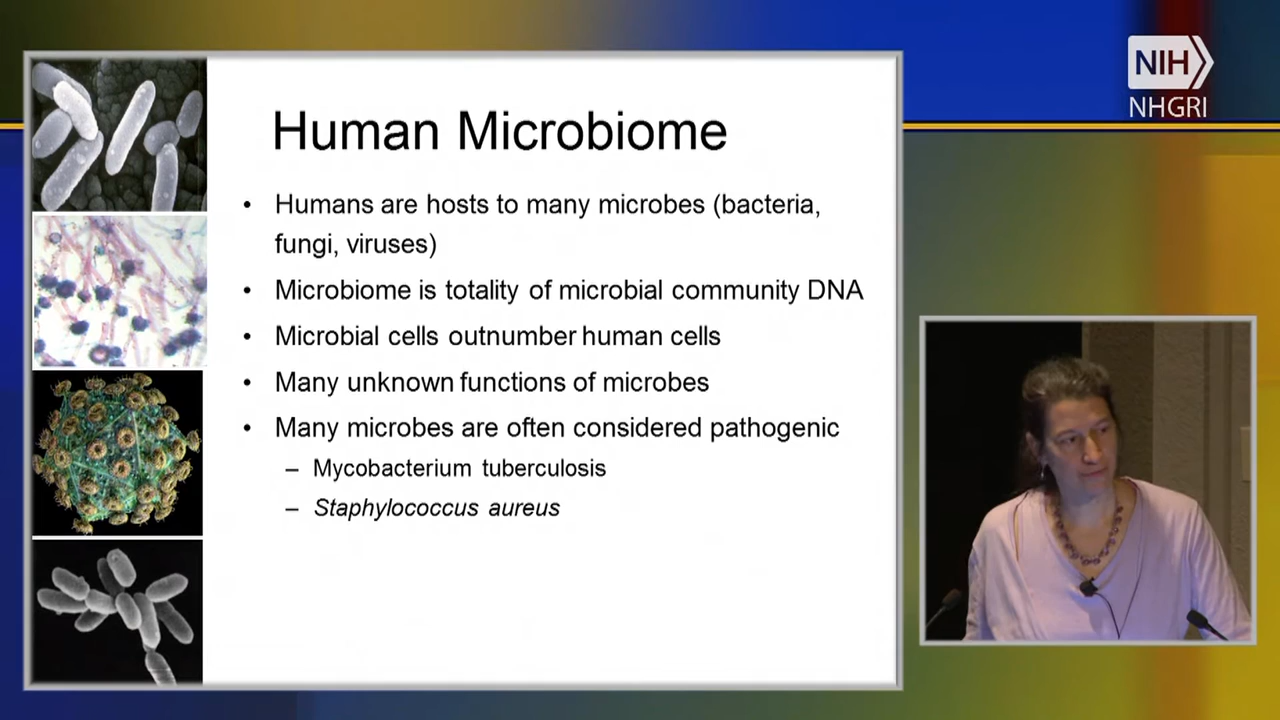 NIH
NHGRI
Human Microbiome
• Humans are hosts to many microbes (bacteria,
fungi, viruses)
• Microbiome is totality of microbial community DNA
• Microbial cells outnumber human cells
• Many unknown functions of microbes
• Many microbes are often considered pathogenic
– Mycobacterium tuberculosis
– Staphylococcus aureus